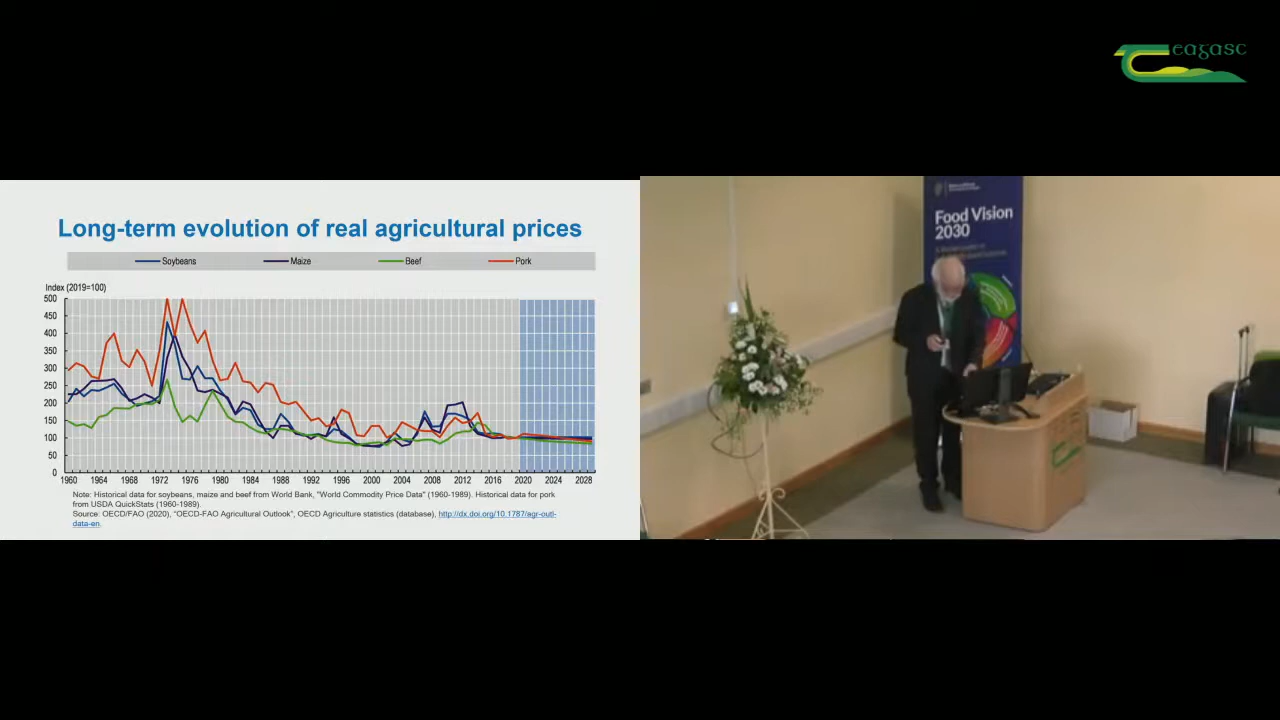 eagasc
Long-term evolution of real agricultural prices
Soybeans Maize Beef Pork
Index (2019=100)
500
450
400
350
300
250
200
150
100
50
0
1960 1964 1968 1972 1976 1980 1984 1988 1992 1996 2000 2004 2008 2012 2016 2020 2024 2028
Note: Historical data for soybeans, maize and beef from World Bank, "World Commodity Price Data" (1960-1989). Historical data for pork
from USDA QuickStats (1960-1989).
Source: OECD/FAO (2020), "OECD-FAO Agricultural Outlook", OECD Agriculture statistics (database), http://dx.doi.org/10.1787/agr-outl-
data-en.
Food Vision
2030